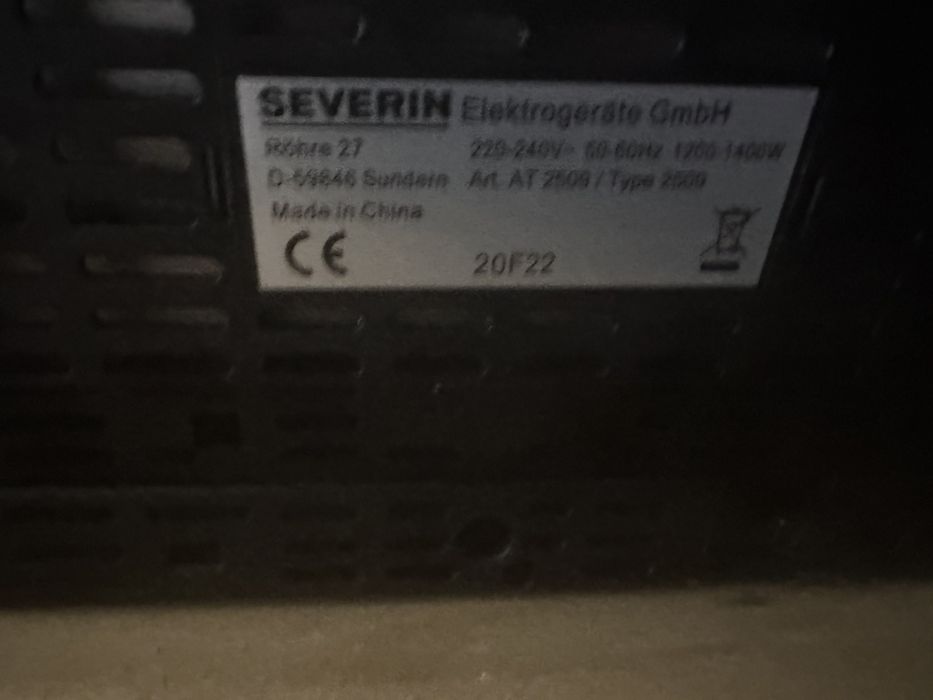 SEVERIN Elektrogeräte GmbH
Röhre 27 220-240V~ 50-60Hz 1200-1400W
D-59846 Sundern Art. AT 2509 / Type 2509
Made in China
CE 20F22